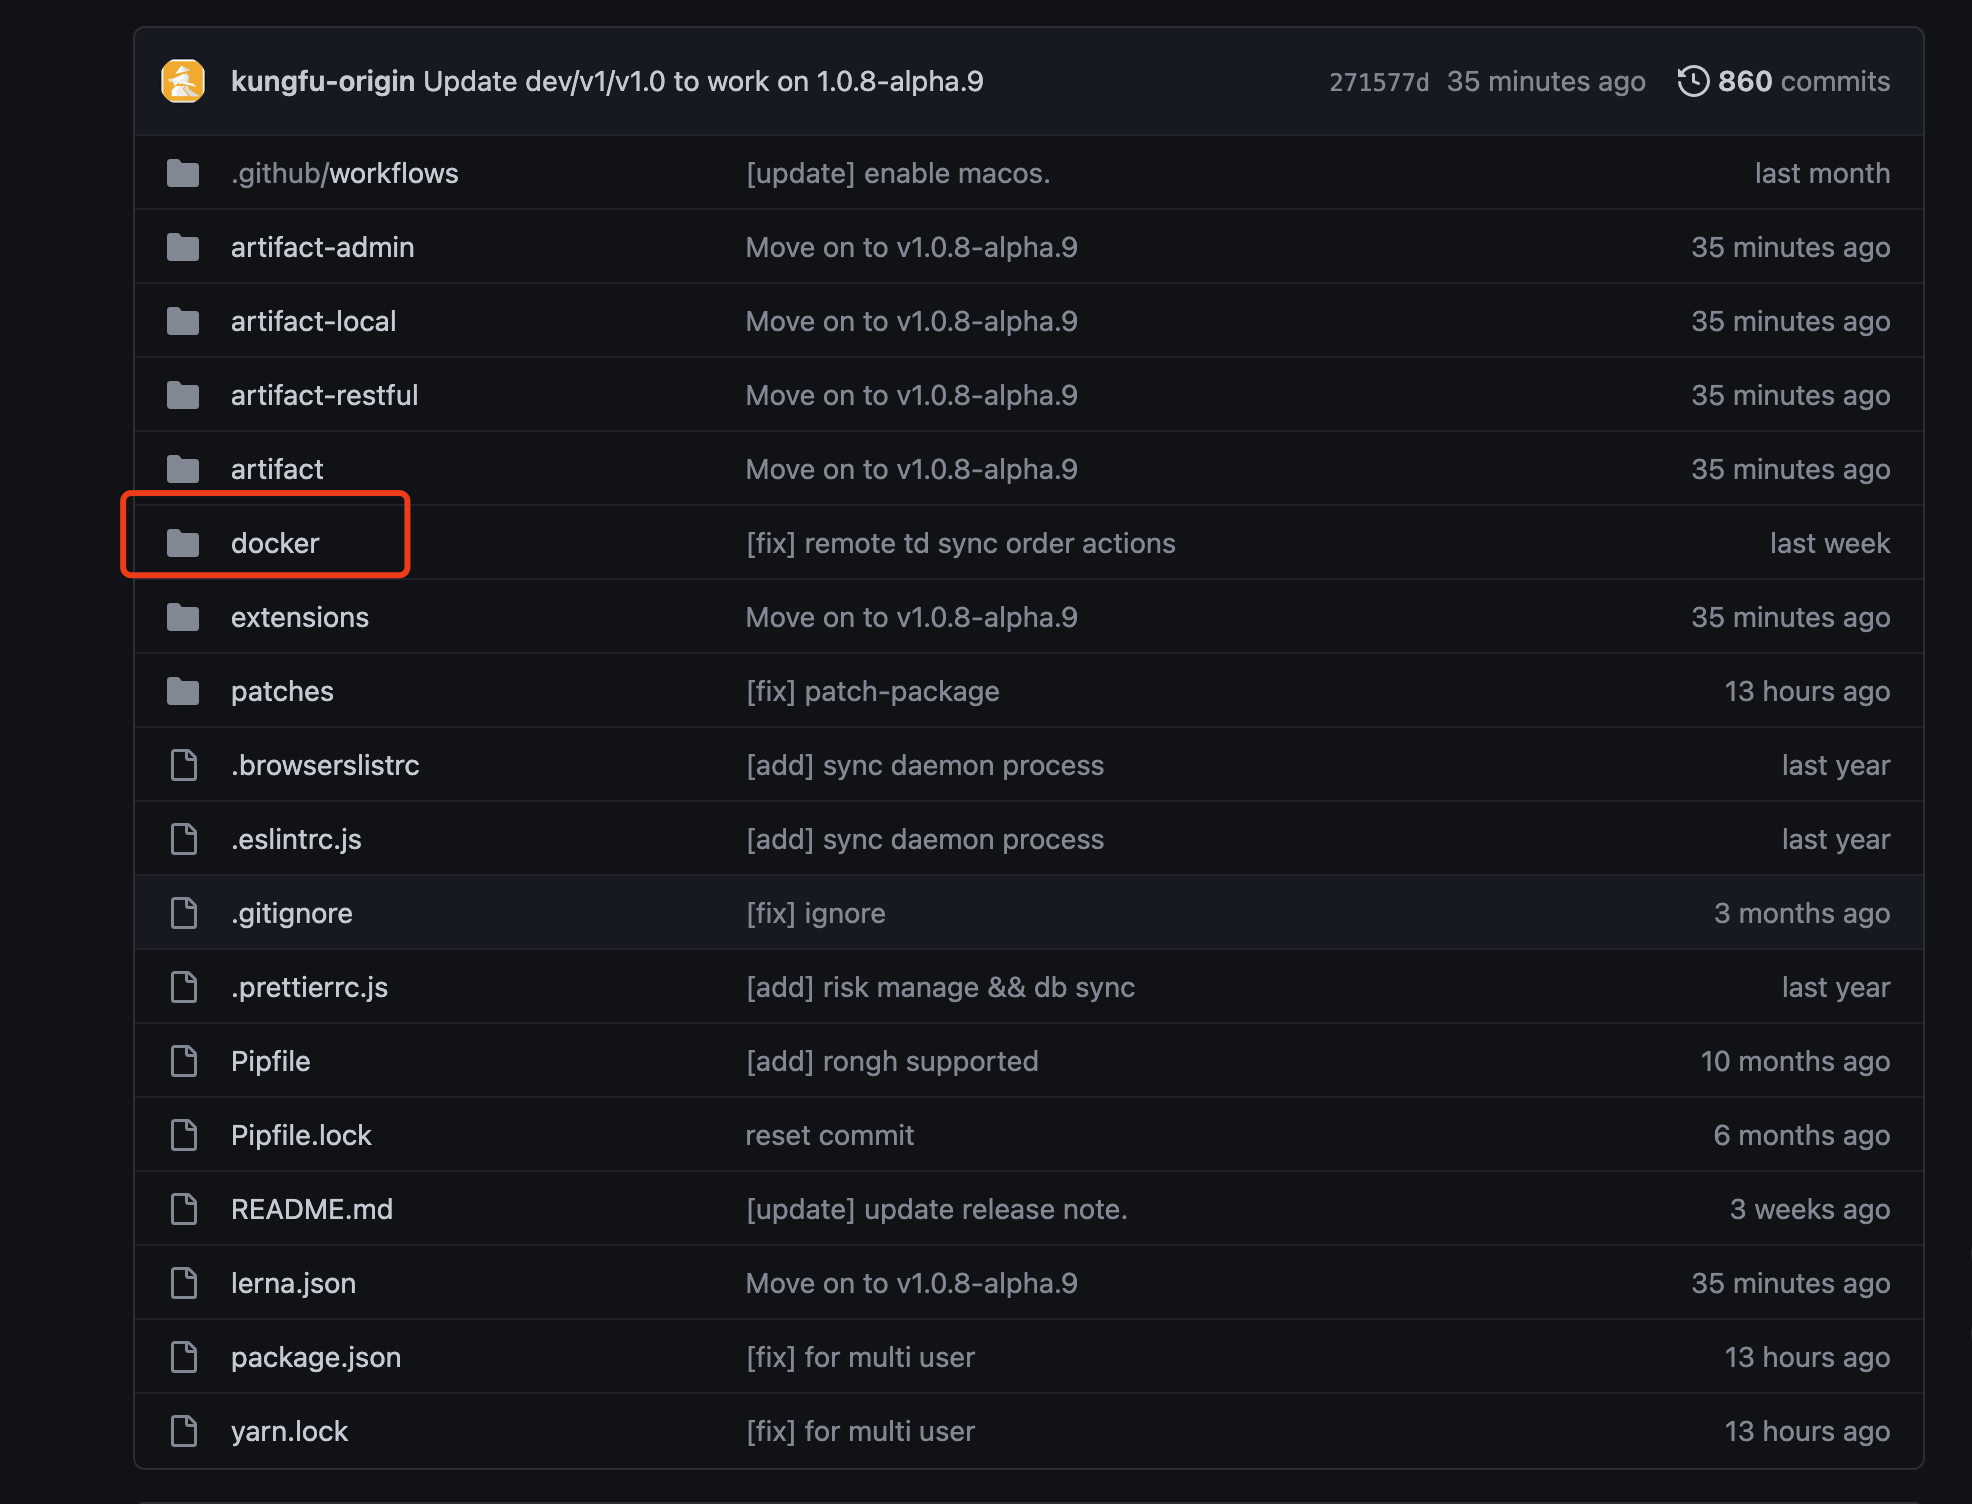 kungfu-origin Update dev/v1/v1.0 to work on 1.0.8-alpha.9 271577d 35 minutes ago 860 commits
.github/workflows [update] enable macos. last month
artifact-admin Move on to v1.0.8-alpha.9 35 minutes ago
artifact-local Move on to v1.0.8-alpha.9 35 minutes ago
artifact-restful Move on to v1.0.8-alpha.9 35 minutes ago
artifact Move on to v1.0.8-alpha.9 35 minutes ago
docker [fix] remote td sync order actions last week
extensions Move on to v1.0.8-alpha.9 35 minutes ago
patches [fix] patch-package 13 hours ago
.browserslistrc [add] sync daemon process last year
.eslintrc.js [add] sync daemon process last year
.gitignore [fix] ignore 3 months ago
.prettierrc.js [add] risk manage && db sync last year
Pipfile [add] rongh supported 10 months ago
Pipfile.lock reset commit 6 months ago
README.md [update] update release note. 3 weeks ago
lerna.json Move on to v1.0.8-alpha.9 35 minutes ago
package.json [fix] for multi user 13 hours ago
yarn.lock [fix] for multi user 13 hours ago